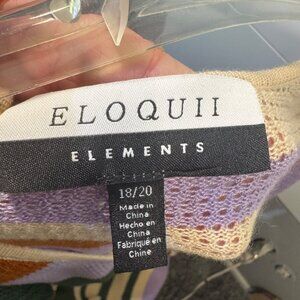 ELOQUII
ELEMENTS
18/20
Made in
China
Hecho en
China
Fabriqué en
Chine